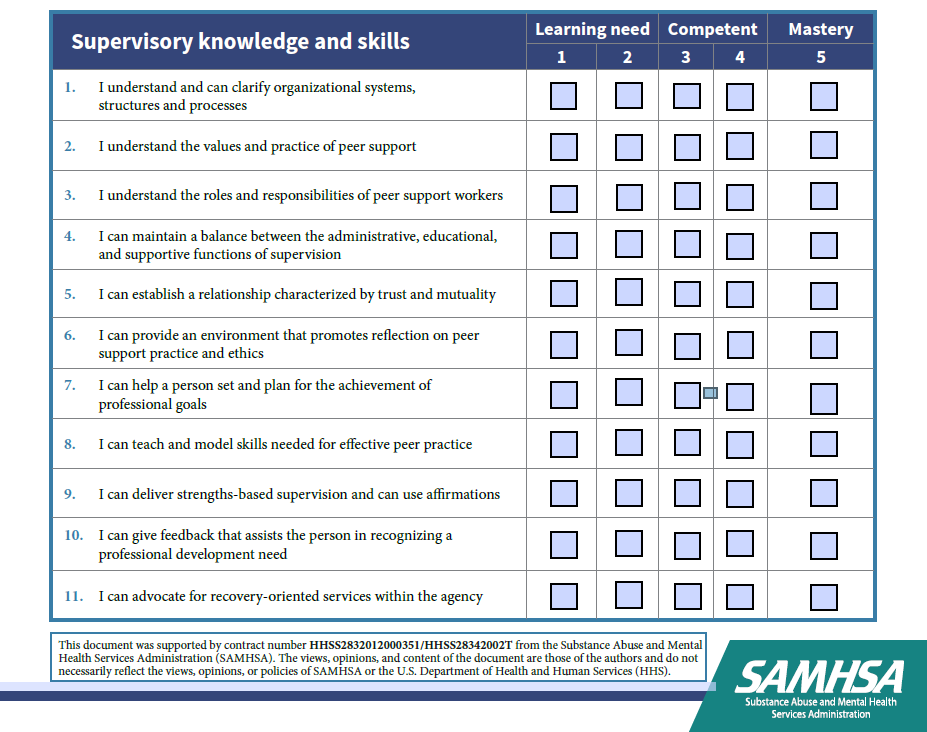 Supervisory knowledge and skills
Learning need Competent Mastery
1 2 3 4 5
1. I understand and can clarify organizational systems,
structures and processes
2. I understand the values and practice of peer support
3. I understand the roles and responsibilities of peer support workers
4. I can maintain a balance between the administrative, educational,
and supportive functions of supervision
5. I can establish a relationship characterized by trust and mutuality
6. I can provide an environment that promotes reflection on peer
support practice and ethics
7. I can help a person set and plan for the achievement of
professional goals
8. I can teach and model skills needed for effective peer practice
9. I can deliver strengths-based supervision and can use affirmations
10. I can give feedback that assists the person in recognizing a
professional development need
11. I can advocate for recovery-oriented services within the agency
This document was supported by contract number HHSS2832012000351/HHSS28342002T from the Substance Abuse and Mental
Health Services Administration (SAMHSA). The views, opinions, and content of the document are those of the authors and do not
necessarily reflect the views, opinions, or policies of SAMHSA or the U.S. Department of Health and Human Services (HHS).
SAMHSA
Substance Abuse and Mental Health
Services Administration